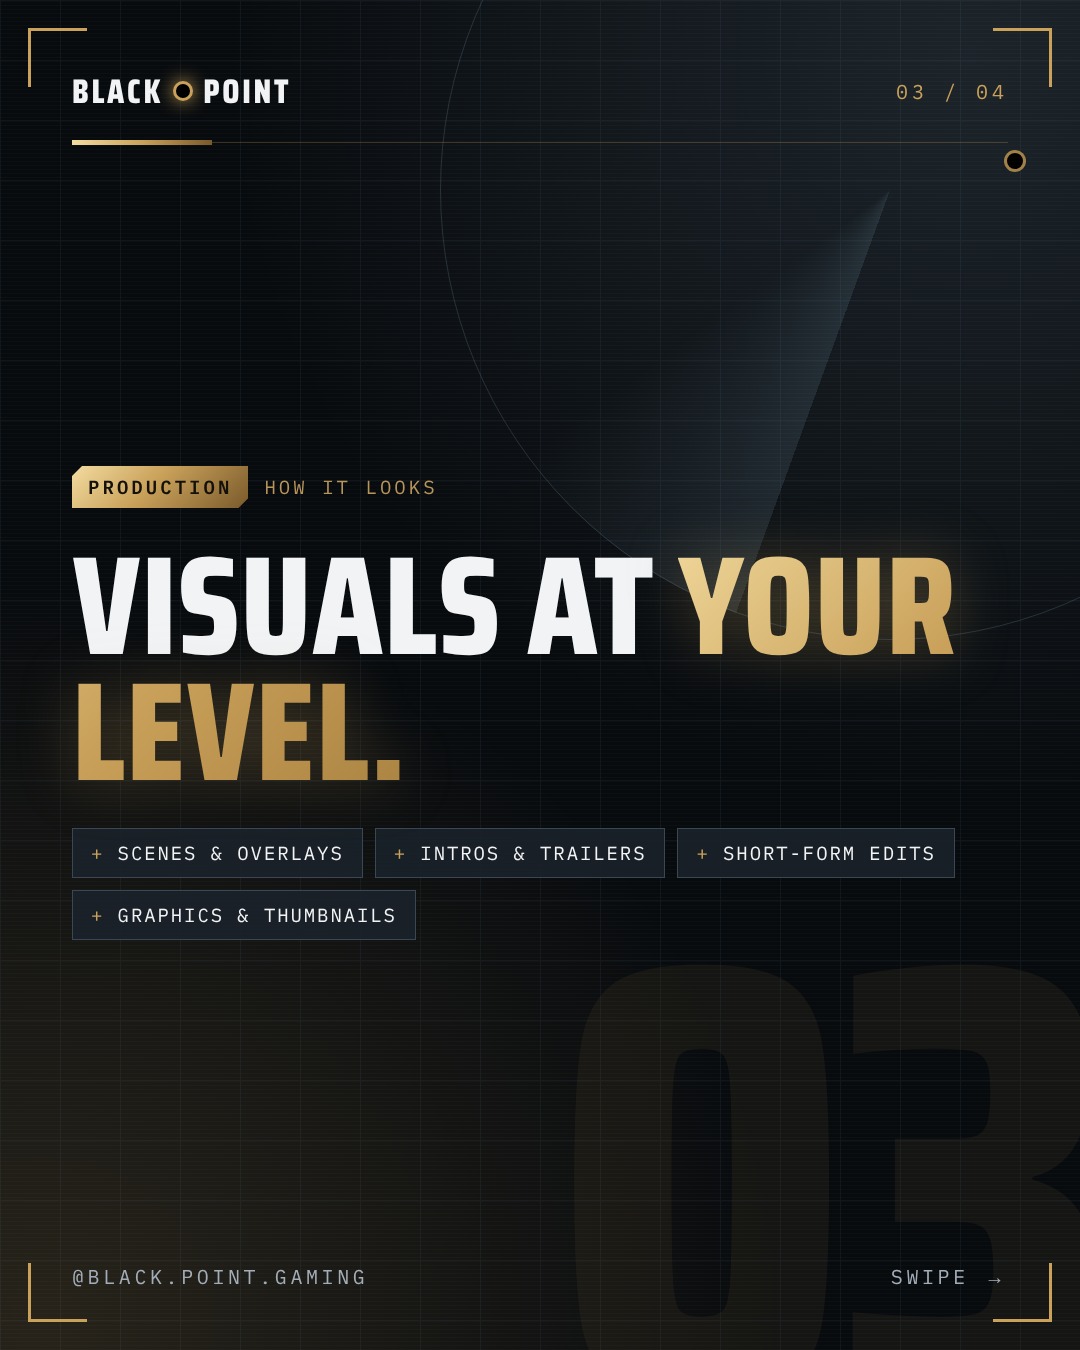 BLACK POINT
03 / 04
PRODUCTION HOW IT LOOKS
VISUALS AT YOUR
LEVEL.
+ SCENES & OVERLAYS
+ INTROS & TRAILERS
+ SHORT-FORM EDITS
+ GRAPHICS & THUMBNAILS
03
@BLACK.POINT.GAMING
SWIPE →